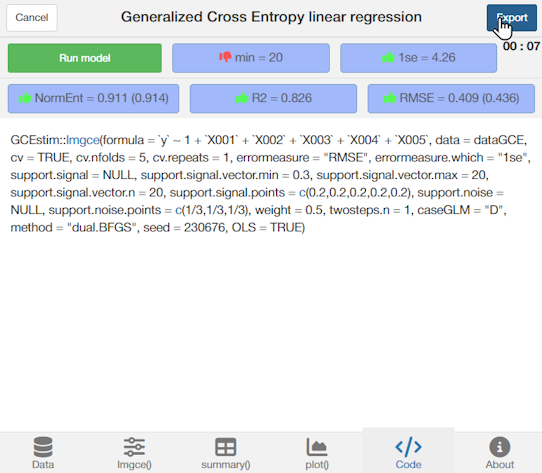 Cancel
Generalized Cross Entropy linear regression
Export
00 : 07
Run model
min = 20
1se = 4.26
NormEnt = 0.911 (0.914)
R2 = 0.826
RMSE = 0.409 (0.436)
GCEstim::lmgce(formula = `y` ~ 1 + `X001` + `X002` + `X003` + `X004` + `X005`, data = dataGCE,
cv = TRUE, cv.nfolds = 5, cv.repeats = 1, errormeasure = "RMSE", errormeasure.which = "1se",
support.signal = NULL, support.signal.vector.min = 0.3, support.signal.vector.max = 20,
support.signal.vector.n = 20, support.signal.points = c(0.2,0.2,0.2,0.2,0.2), support.noise =
NULL, support.noise.points = c(1/3,1/3,1/3), weight = 0.5, twosteps.n = 1, caseGLM = "D",
method = "dual.BFGS", seed = 230676, OLS = TRUE)
Data
lmgce()
summary()
plot()
Code
About